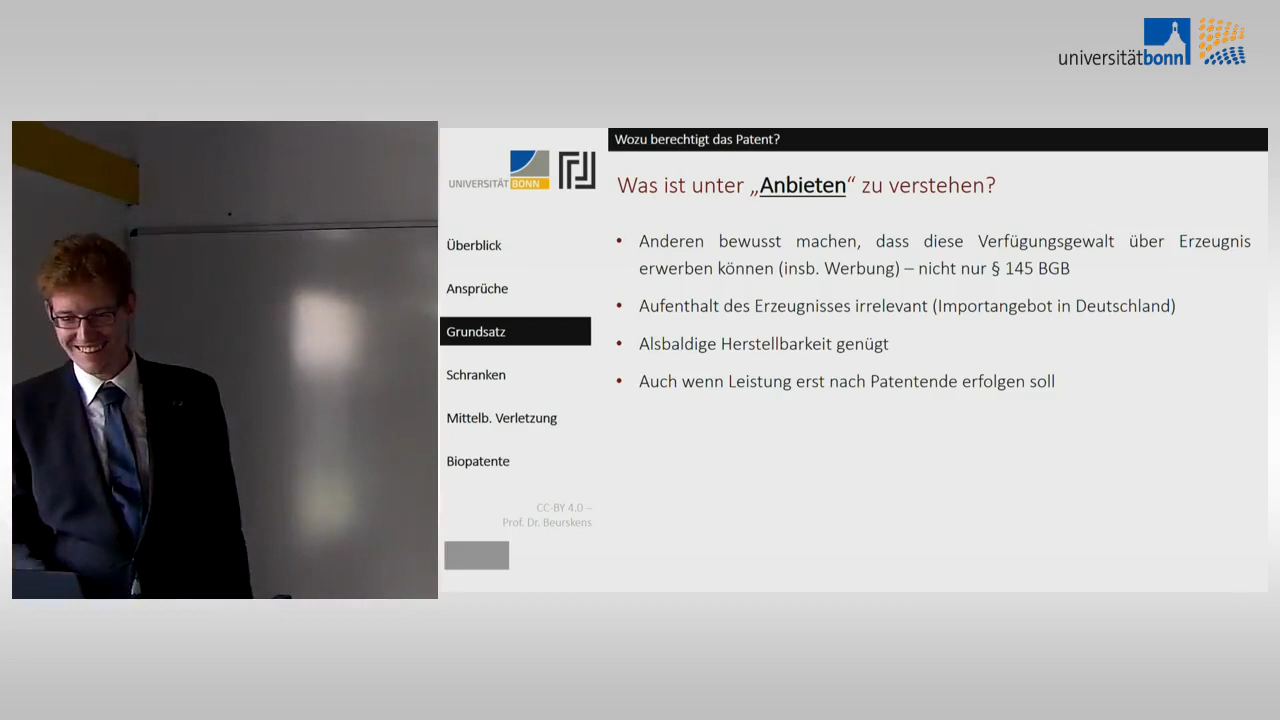 universitätbonn
UNIVERSITÄT BONN
Überblick
Ansprüche
Grundsatz
Schranken
Mittelb. Verletzung
Biopatente
CC-BY 4.0 –
Prof. Dr. Beurskens
Wozu berechtigt das Patent?
Was ist unter „Anbieten“ zu verstehen?
• Anderen bewusst machen, dass diese Verfügungsgewalt über Erzeugnis
erwerben können (insb. Werbung) – nicht nur § 145 BGB
• Aufenthalt des Erzeugnisses irrelevant (Importangebot in Deutschland)
• Alsbaldige Herstellbarkeit genügt
• Auch wenn Leistung erst nach Patentende erfolgen soll